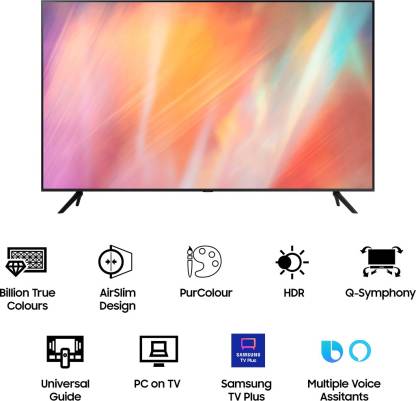 Billion True
Colours
AirSlim
Design
PurColour
HDR
Q-Symphony
Universal
Guide
PC on TV
SAMSUNG
TV Plus
Samsung
TV Plus
Multiple Voice
Assitants